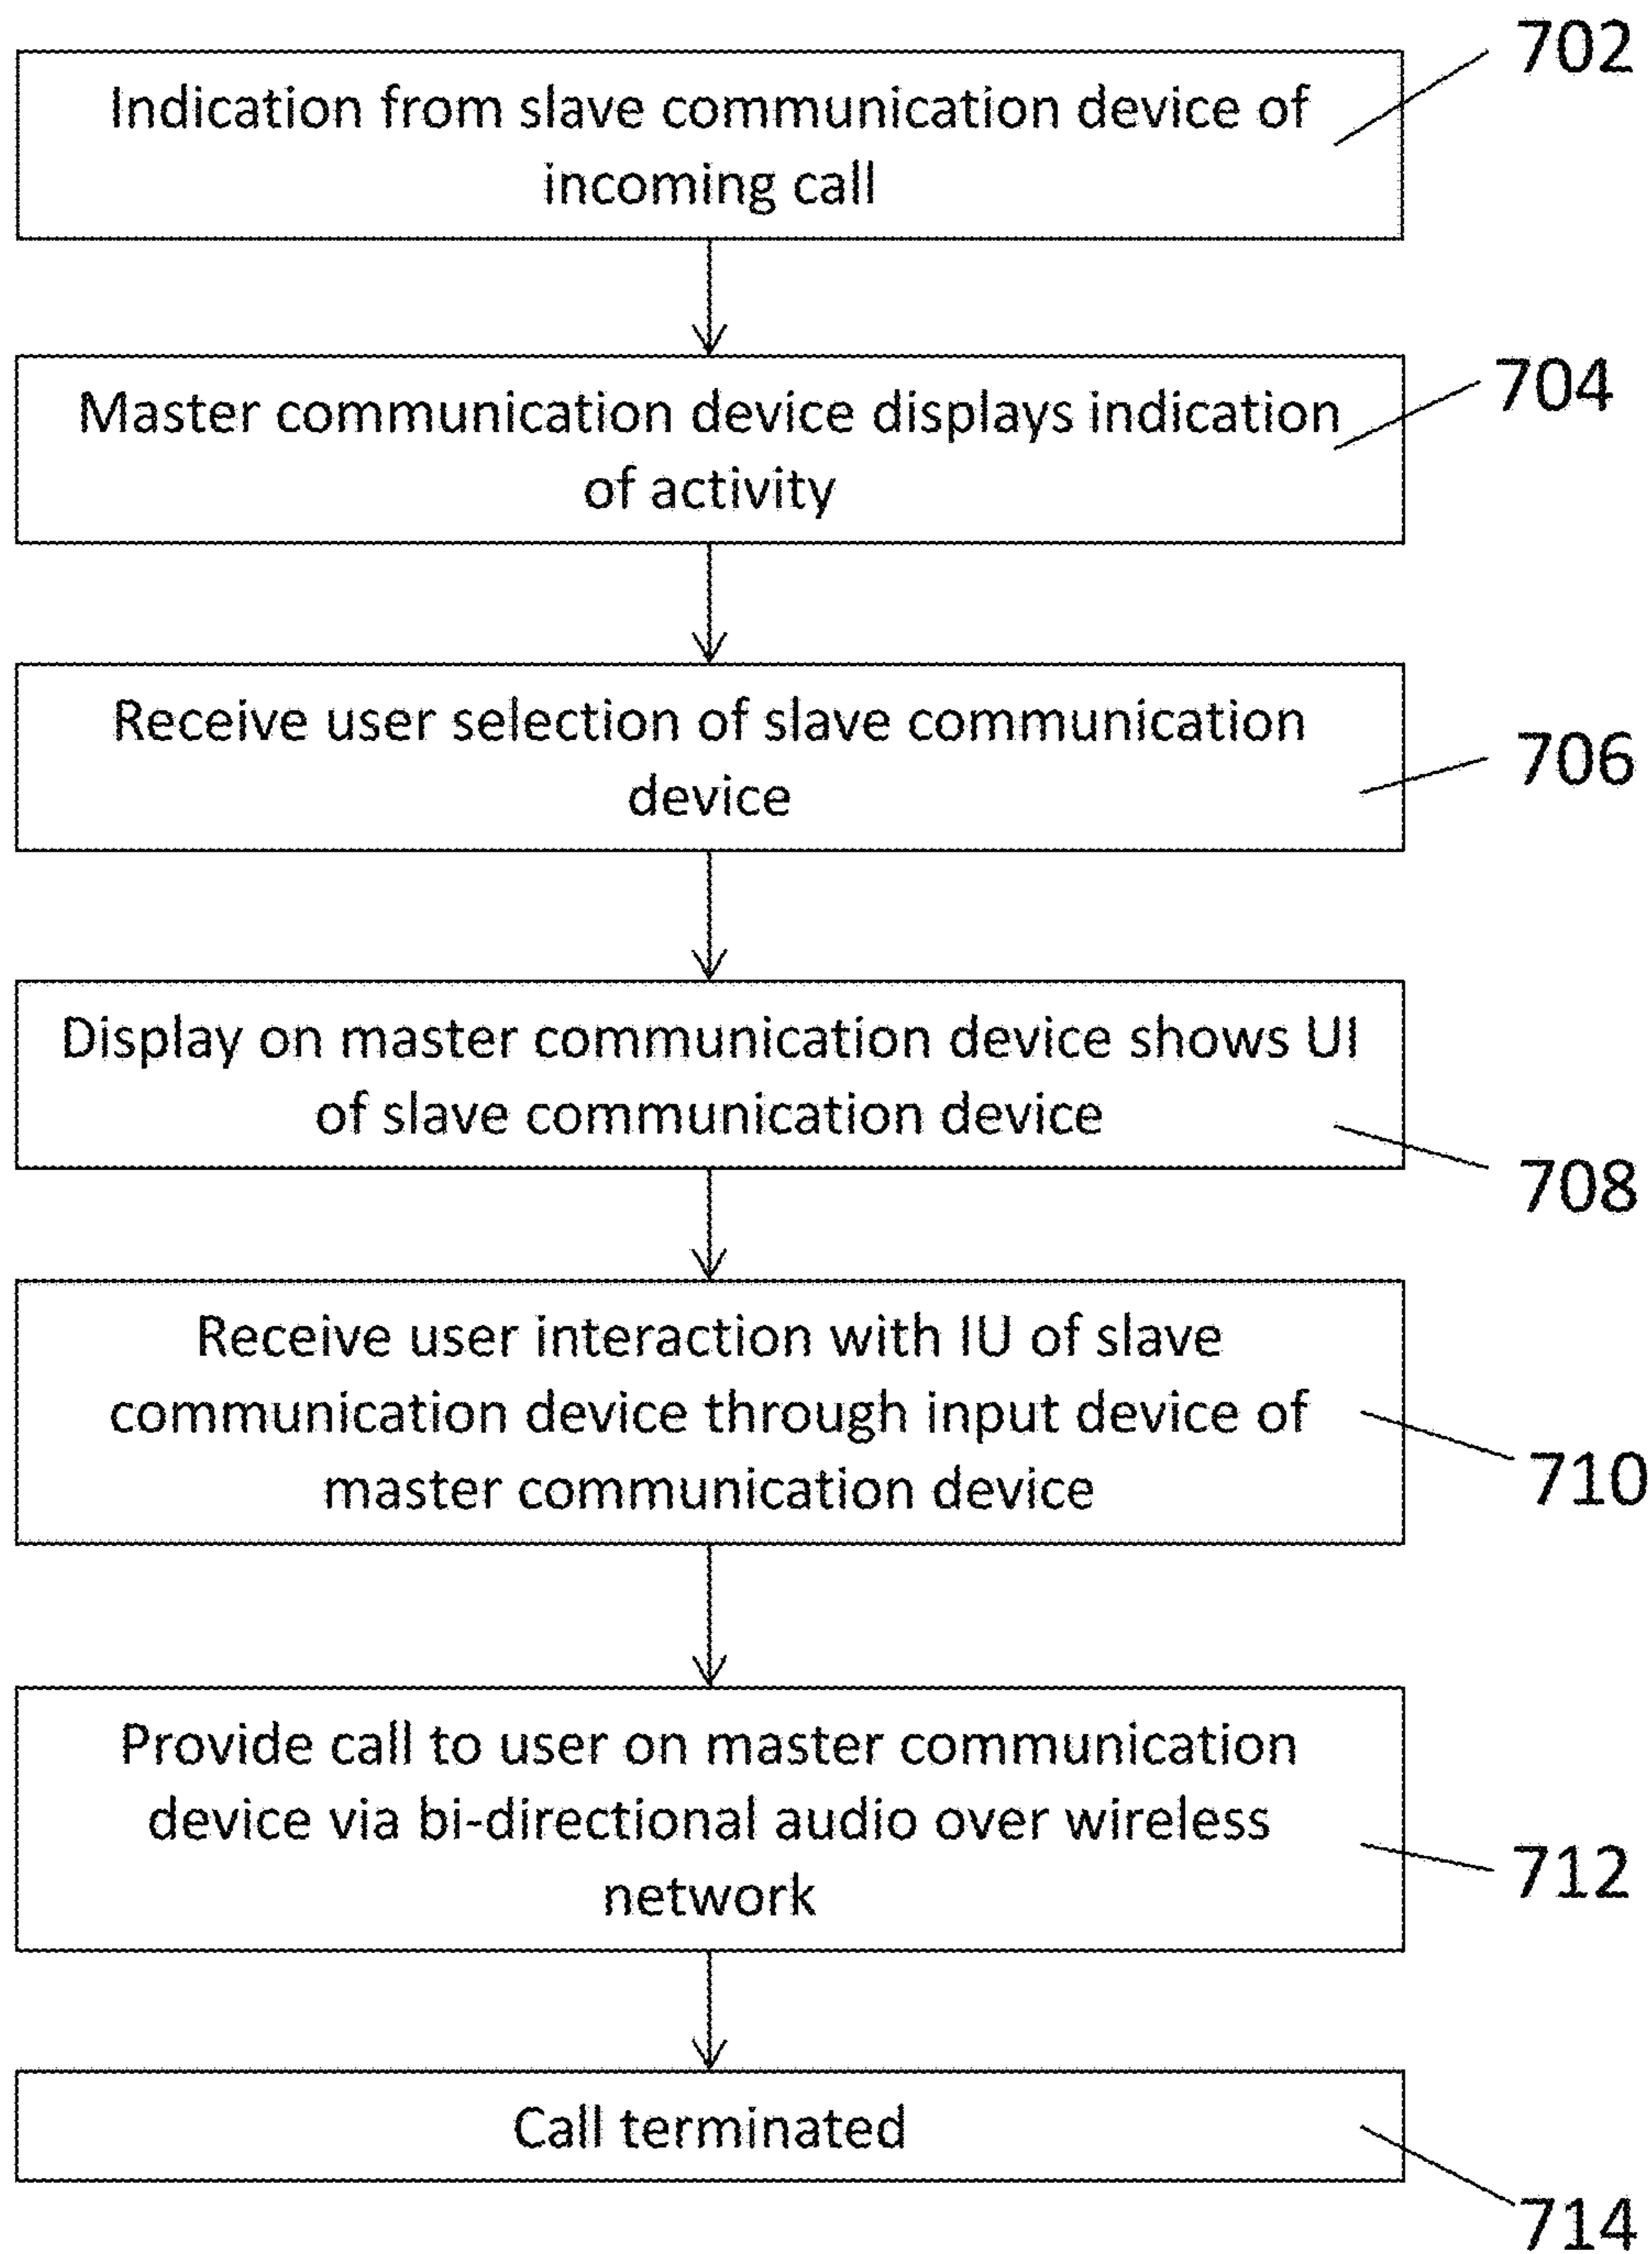 702
Indication from slave communication device of
incoming call
704
Master communication device displays indication
of activity
Receive user selection of slave communication
706
device
Display on master communication device shows UI
of slave communication device
708
Receive user interaction with IU of slave
communication device through input device of
710
master communication device
Provide call to user on master communication
device via bi-directional audio over wireless
712
network
Call terminated
714